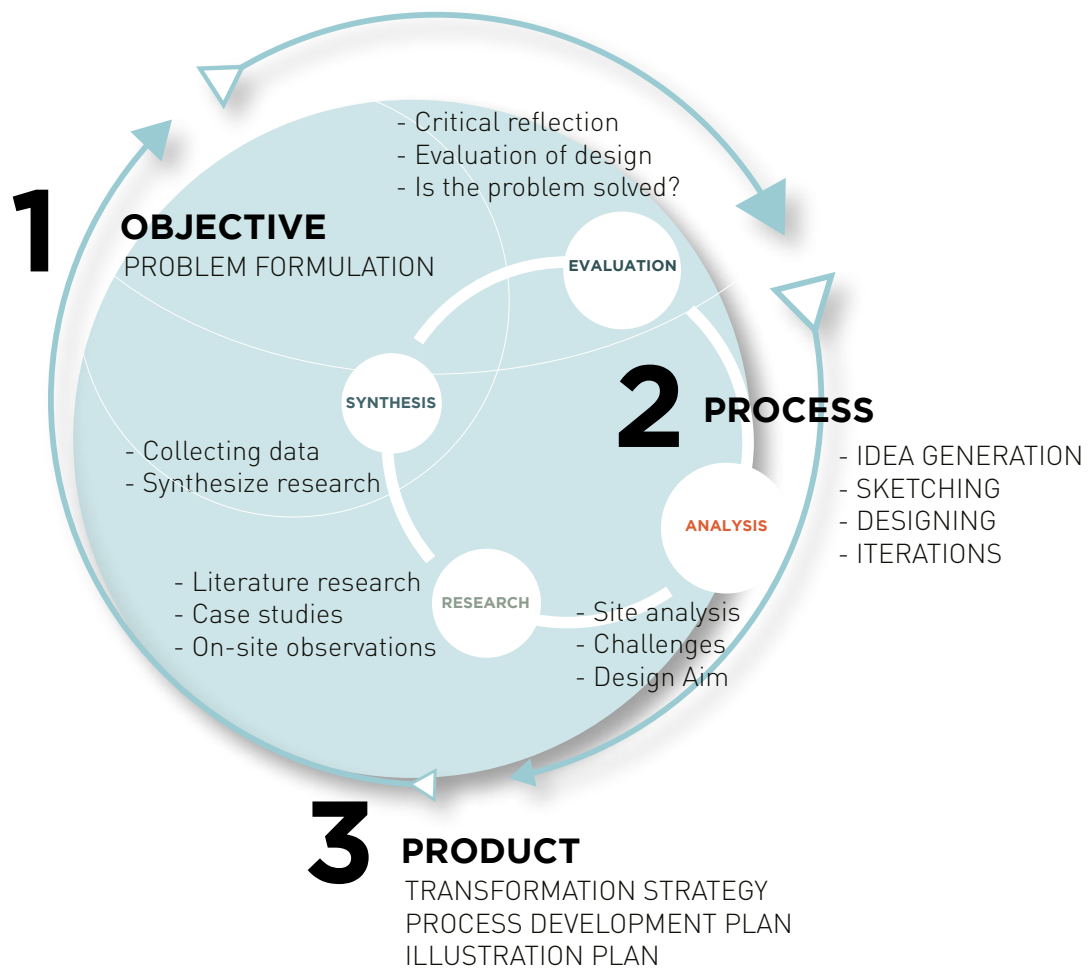 - Critical reflection
- Evaluation of design
- Is the problem solved?
1
OBJECTIVE
PROBLEM FORMULATION
EVALUATION
SYNTHESIS
2
PROCESS
- IDEA GENERATION
- SKETCHING
- DESIGNING
- ITERATIONS
- Collecting data
- Synthesize research
ANALYSIS
- Literature research
- Case studies
- On-site observations
RESEARCH
- Site analysis
- Challenges
- Design Aim
3
PRODUCT
TRANSFORMATION STRATEGY
PROCESS DEVELOPMENT PLAN
ILLUSTRATION PLAN